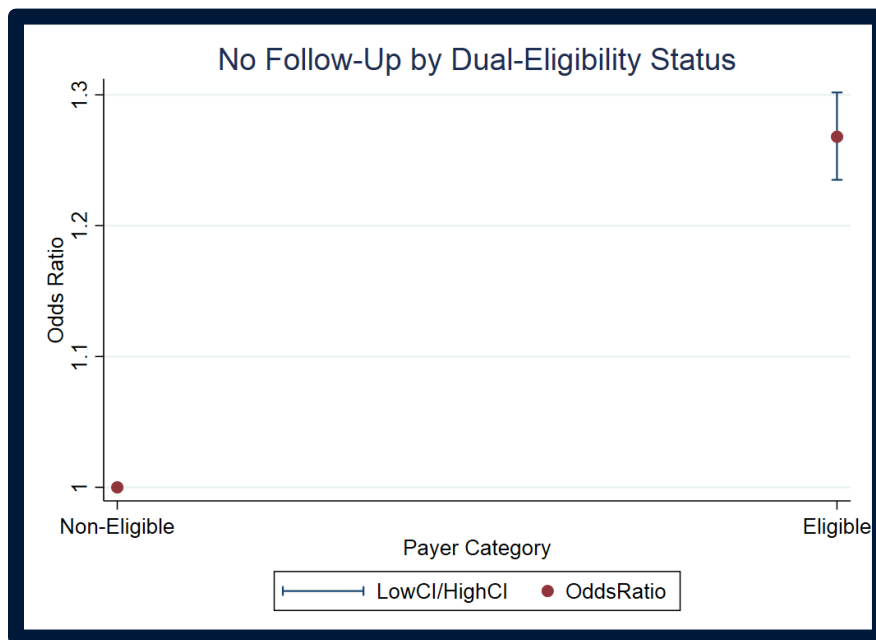 No Follow-Up by Dual-Eligibility Status
Odds Ratio
1.3
1.2
1.1
1
Non-Eligible
Eligible
Payer Category
LowCI/HighCI
OddsRatio